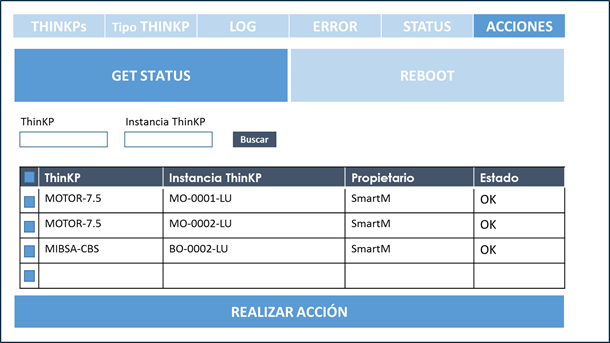 THINKPs Tipo THINKP LOG ERROR STATUS ACCIONES
GET STATUS REBOOT
ThinKP Instancia ThinKP
Buscar
ThinKP Instancia ThinKP Propietario Estado
MOTOR-7.5 MO-0001-LU SmartM OK
MOTOR-7.5 MO-0002-LU SmartM OK
MIBSA-CBS BO-0002-LU SmartM OK
REALIZAR ACCIÓN